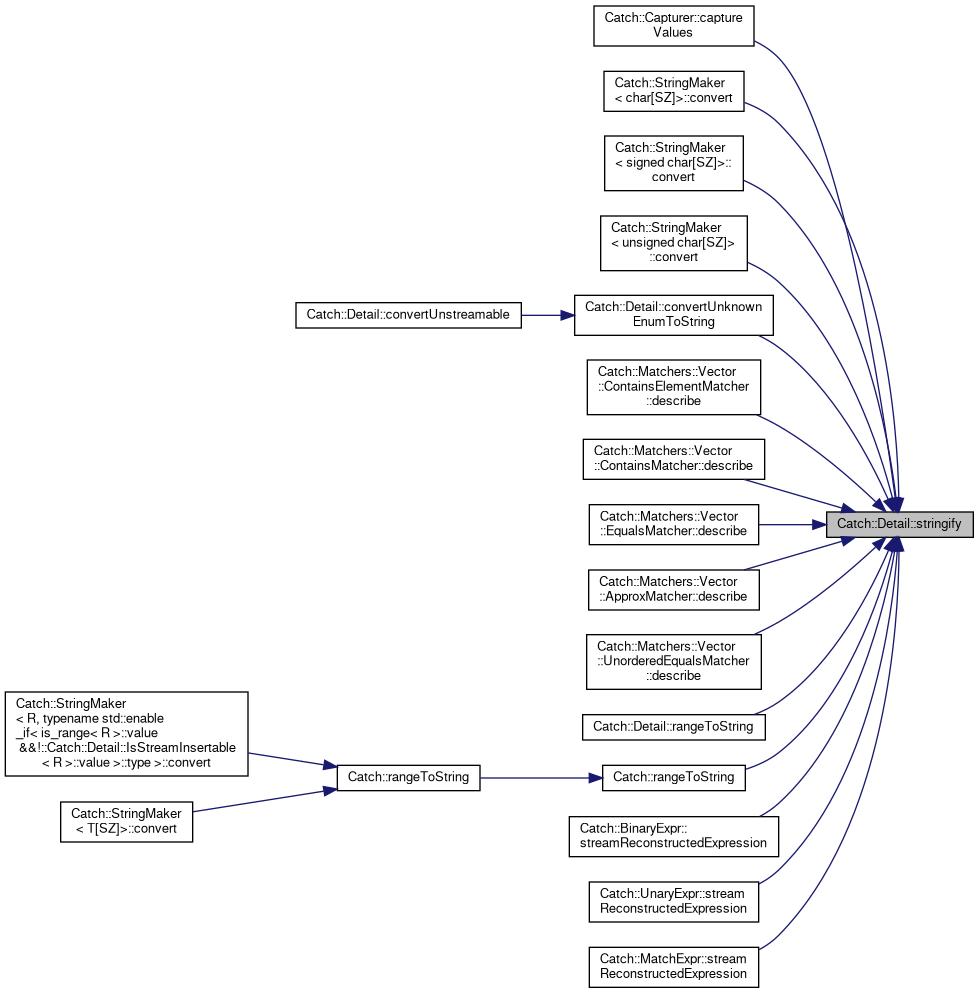 Catch::Capturer::capture
Values
Catch::StringMaker
< char[SZ]>::convert
Catch::StringMaker
< signed char[SZ]>::
convert
Catch::StringMaker
< unsigned char[SZ]>
::convert
Catch::Detail::convertUnstreamable
Catch::Detail::convertUnknown
EnumToString
Catch::Matchers::Vector
::ContainsElementMatcher
::describe
Catch::Matchers::Vector
::ContainsMatcher::describe
Catch::Matchers::Vector
::EqualsMatcher::describe
Catch::Detail::stringify
Catch::Matchers::Vector
::ApproxMatcher::describe
Catch::Matchers::Vector
::UnorderedEqualsMatcher
::describe
Catch::Detail::rangeToString
Catch::StringMaker
< R, typename std::enable
_if< is_range< R >::value
&&!::Catch::Detail::IsStreamInsertable
< R >::value >::type >::convert
Catch::rangeToString
Catch::rangeToString
Catch::StringMaker
< T[SZ]>::convert
Catch::BinaryExpr::
streamReconstructedExpression
Catch::UnaryExpr::stream
ReconstructedExpression
Catch::MatchExpr::stream
ReconstructedExpression